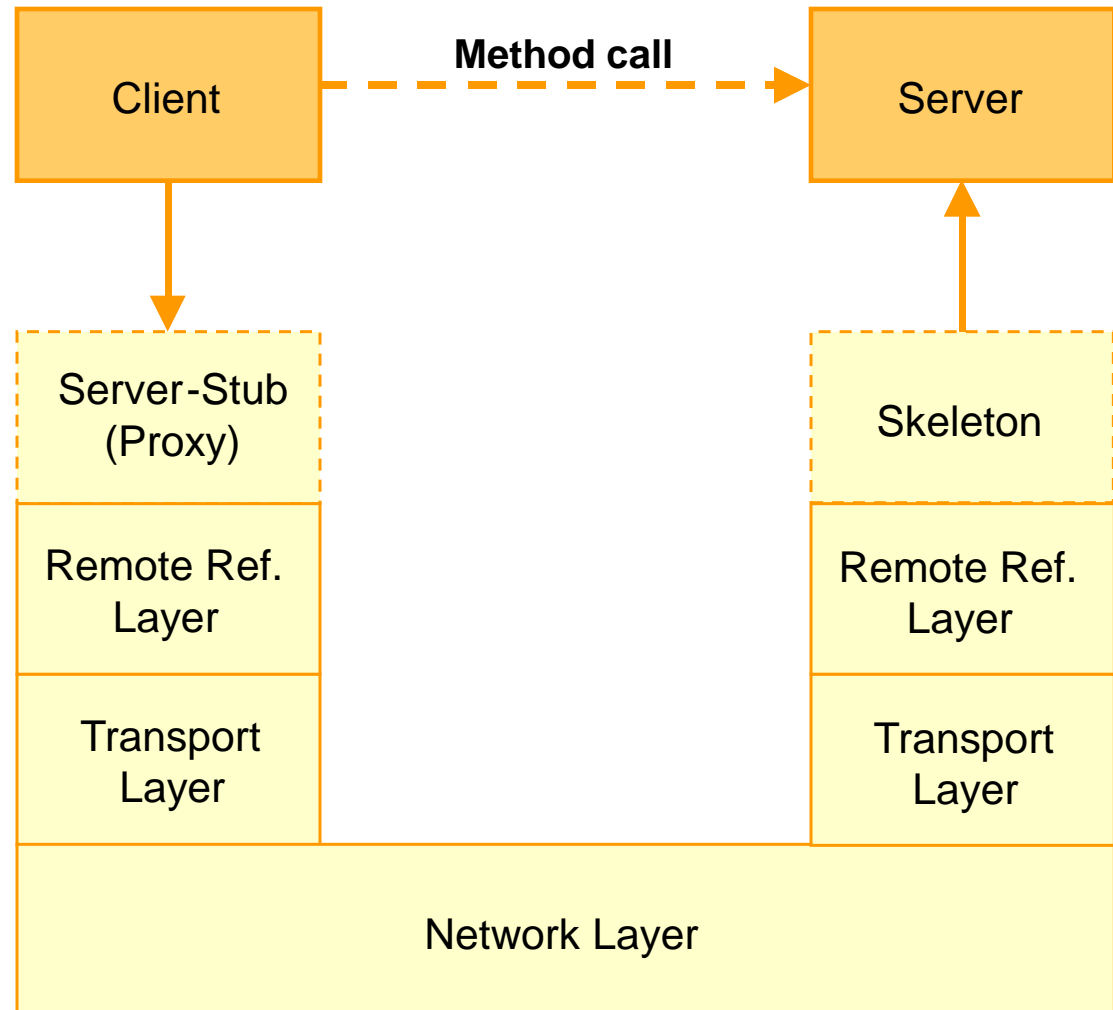 Client
Method call
Server
Server-Stub
(Proxy)
Skeleton
Remote Ref.
Layer
Remote Ref.
Layer
Transport
Layer
Transport
Layer
Network Layer